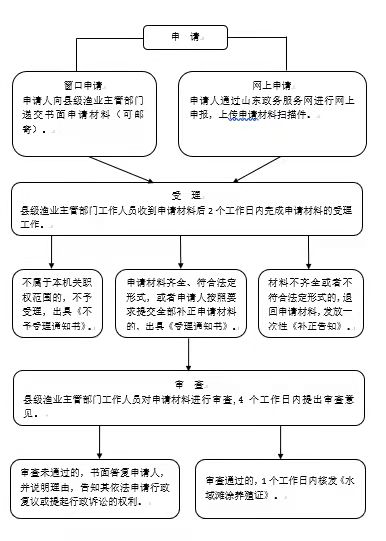 申 请
窗口申请
申请人向县级渔业主管部门
递交书面申请材料（可邮
寄）。
网上申请
申请人通过山东政务服务网进行网上
申报，上传申请材料扫描件。
受 理
县级渔业主管部门工作人员收到申请材料后2个工作日内完成申请材料的受理
工作。
不属于本机关职
权范围的，不予
受理，出具《不
予受理通知书》。
申请材料齐全、符合法定
形式，或者申请人按照要
求提交全部补正申请材料
的、出具《受理通知书》。
材料不齐全或者不
符合法定形式的，退
回申请材料，发放一
次性《补正告知》。
审 查
县级渔业主管部门工作人员对申请材料进行审查，4 个工作日内提出审查意
见。
审查未通过的，书面答复申请人，
并说明理由，告知其依法申请行政
复议或提起行政诉讼的权利。
审查通过的，1个工作日内核发《水
域滩涂养殖证》。